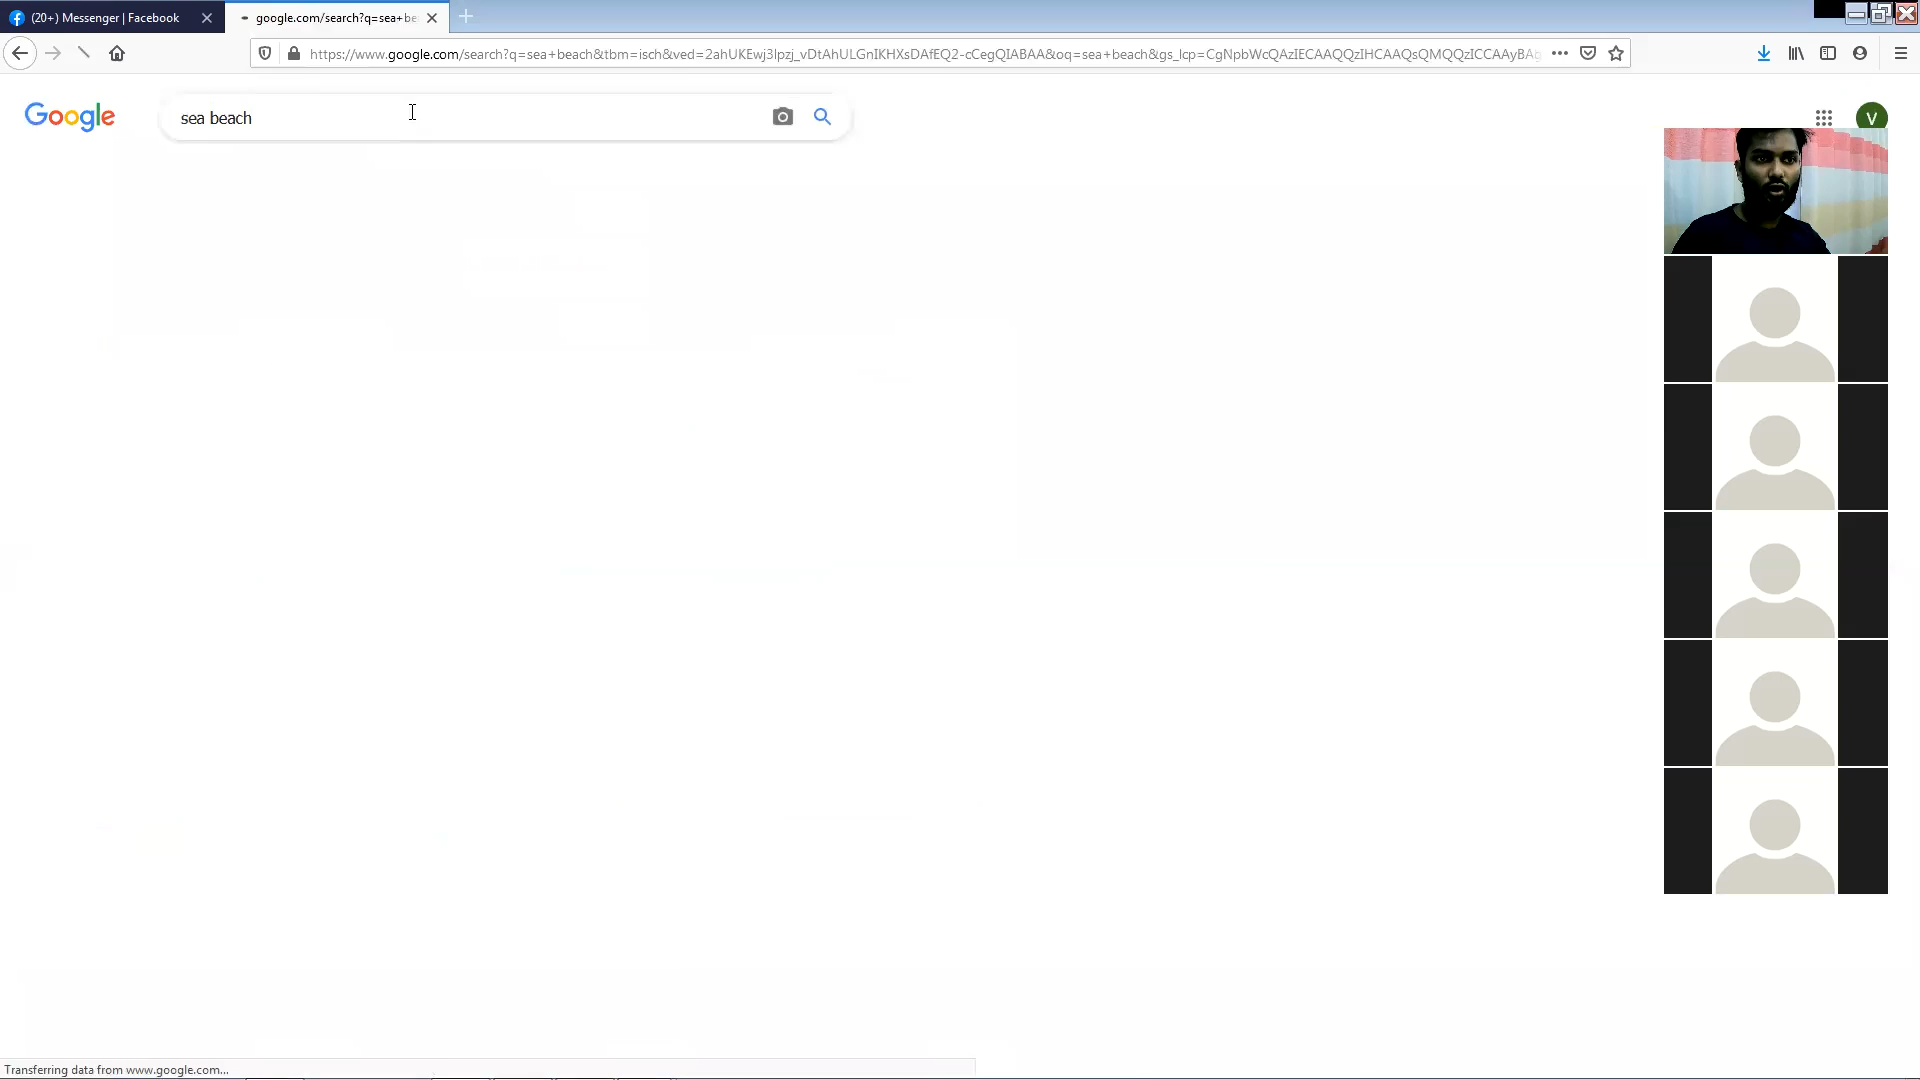 (20+) Messenger | Facebook
google.com/search?q=sea+be
https://www.google.com/search?q=sea+beach&tbm=isch&ved=2ahUKEwj3lpzj_vDtAhULGnIKHXsDAfEQ2-cCegQIABAA&oq=sea+beach&gs_lcp=CgNpbWcQAzIECAAQQzIHCAAQsQMQQzICCAAyBAg
Google
sea beach
V
Transferring data from www.google.com...